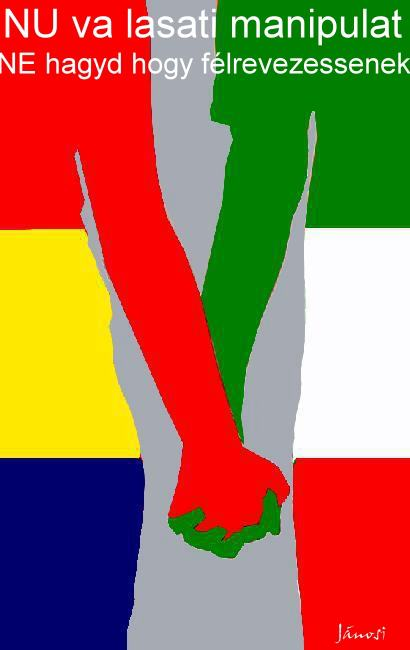 NU va lasati manipulat
NE hagyd hogy félrevezessenek
Jánosi